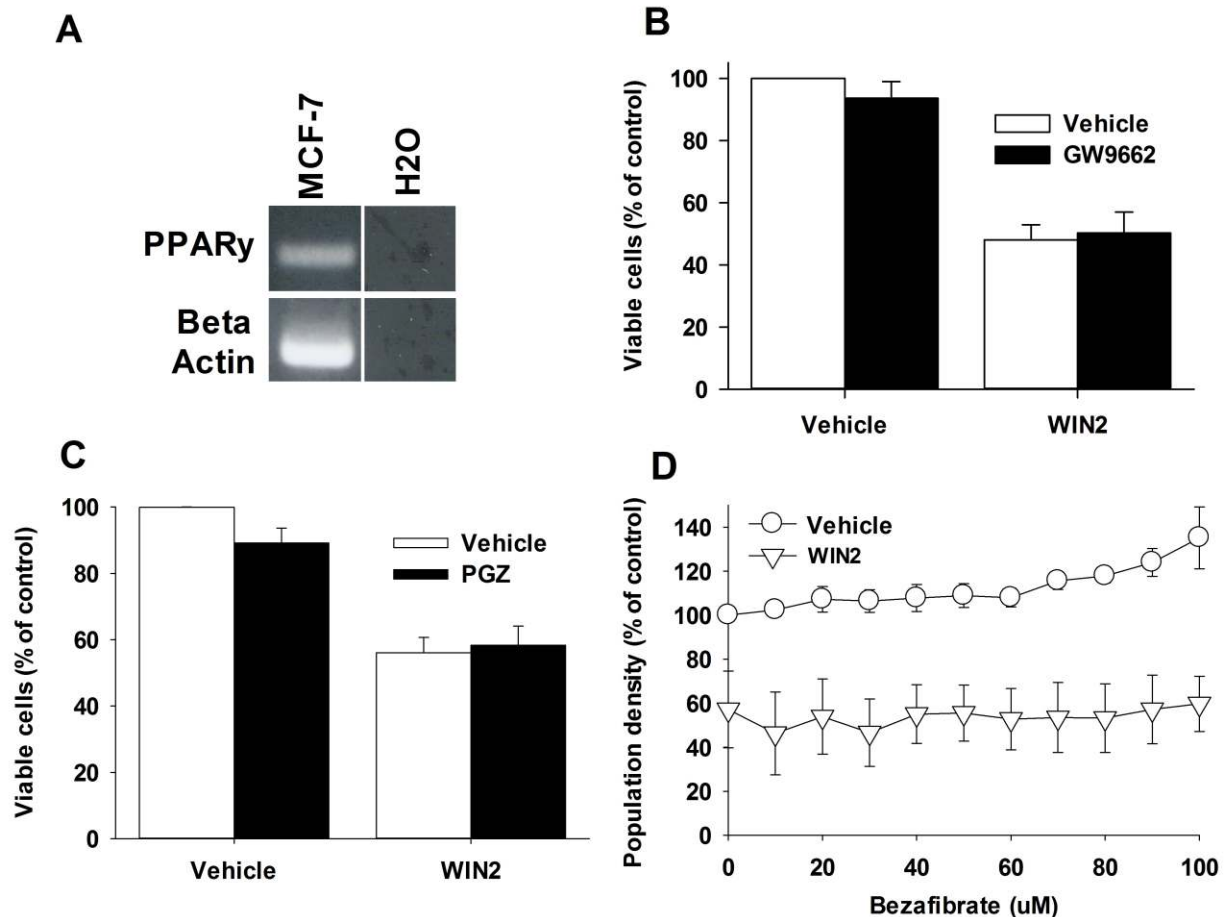 A
MCF-7
H2O
PPARy
Beta
Actin
B
Viable cells (% of control)
100
80
60
40
20
0
Vehicle
GW9662
Vehicle
WIN2
C
Viable cells (% of control)
100
80
60
40
20
0
Vehicle
PGZ
Vehicle
WIN2
D
Population density (% of control)
140
120
100
80
60
40
20
0
Vehicle
WIN2
0
20
40
60
80
100
Bezafibrate (uM)